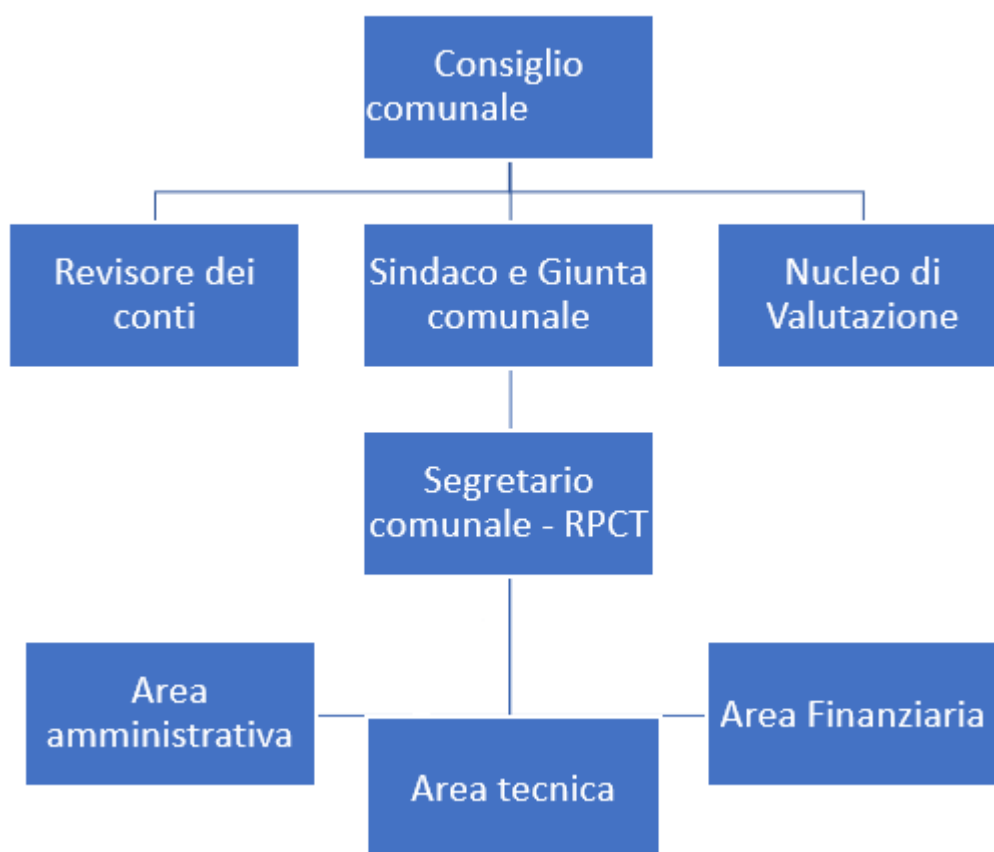 Consiglio
comunale
Revisore dei
conti
Sindaco e Giunta
comunale
Nucleo di
Valutazione
Segretario
comunale - RPCT
Area
amministrativa
Area tecnica
Area Finanziaria